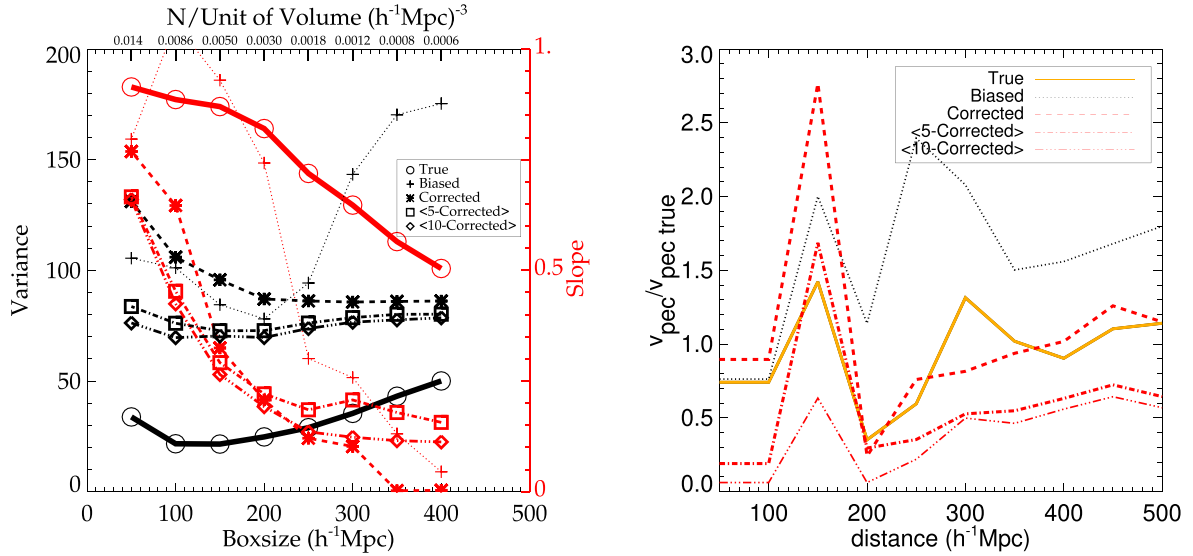 N/Unit of Volume (h⁻¹Mpc)⁻³
0.014 0.0086 0.0050 0.0030 0.0018 0.0012 0.0008 0.0006
200
150
100
50
0
Variance
1.
0.5
0
Slope
True
Biased
Corrected
<5-Corrected>
<10-Corrected>
0 100 200 300 400 500
Boxsize (h⁻¹Mpc)
3.0
2.5
2.0
1.5
1.0
0.5
0.0
v_pec/v_pec true
True
Biased
Corrected
<5-Corrected>
<10-Corrected>
100 200 300 400 500
distance (h⁻¹Mpc)